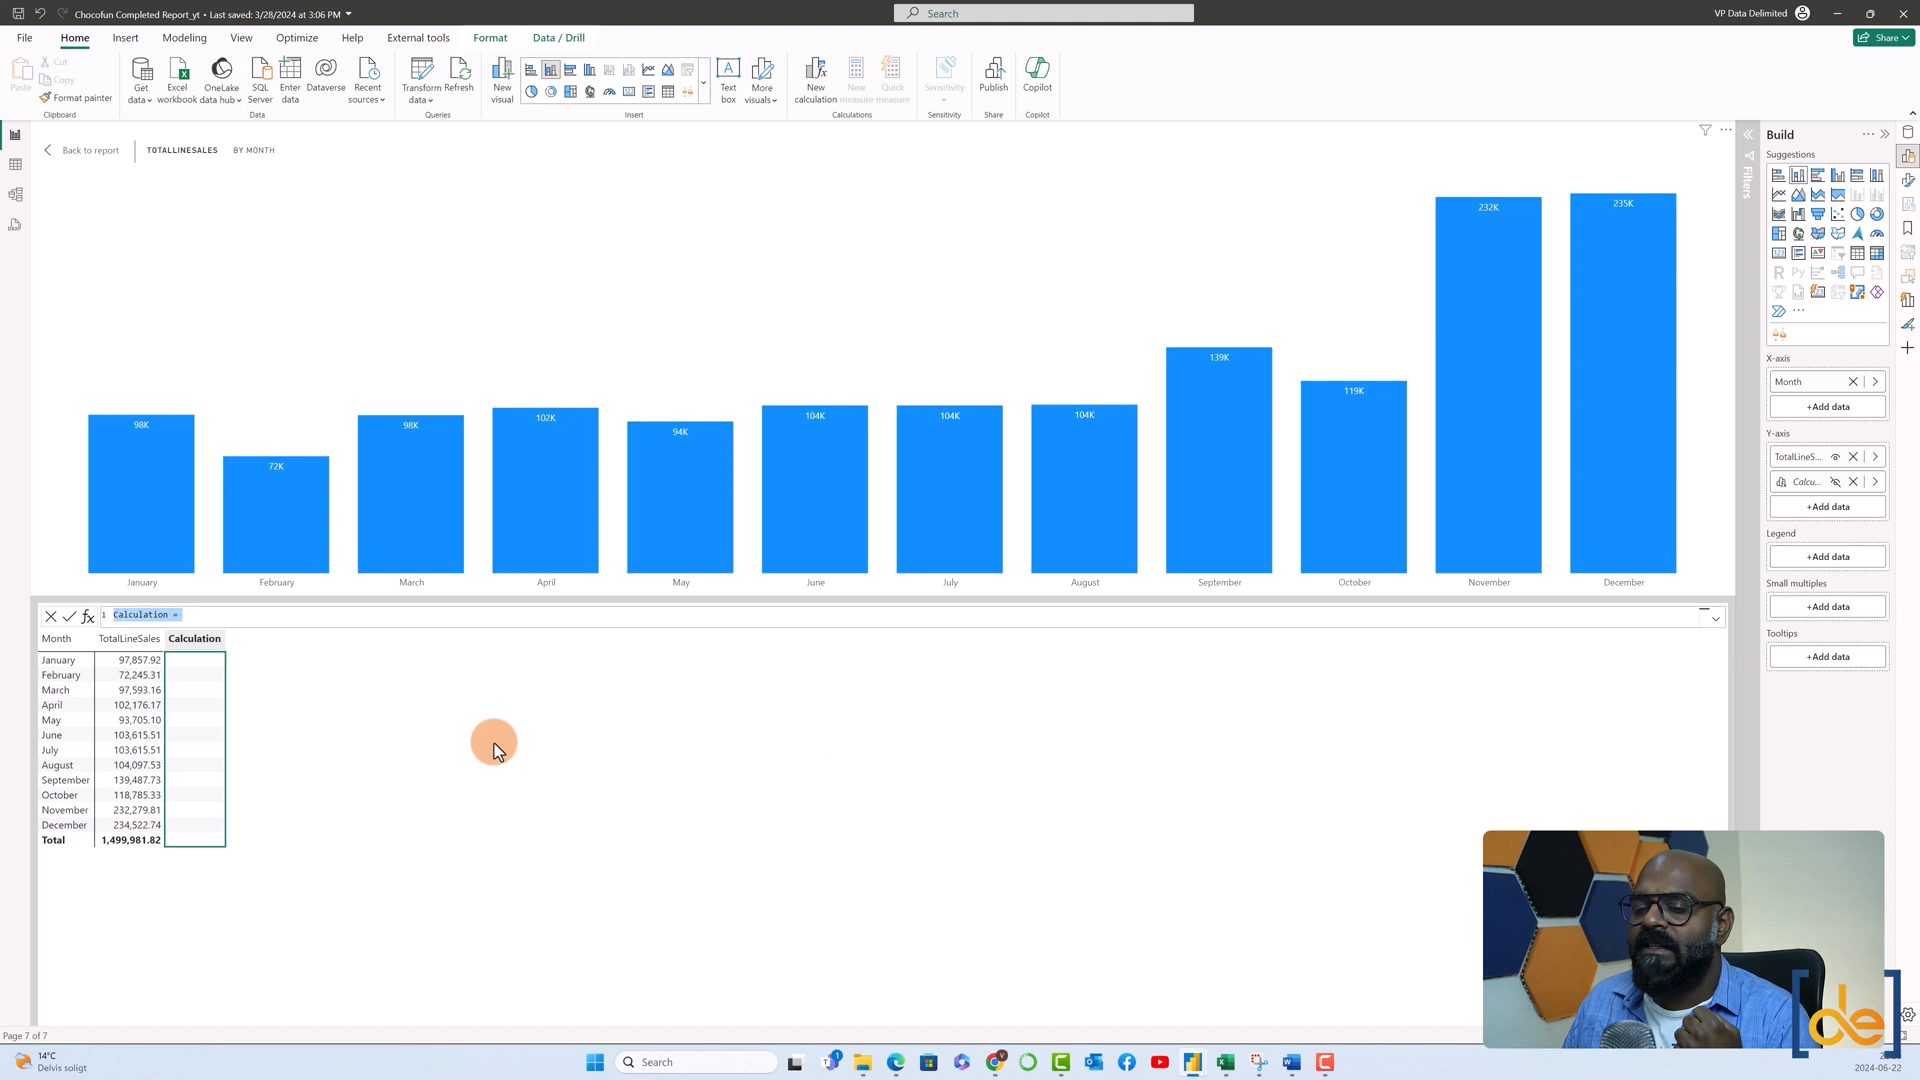 Chocofun Completed Report_yt • Last saved: 3/28/2024 at 3:06 PM
Search
VP Data Delimited
File Home Insert Modeling View Optimize Help External tools Format Data / Drill
Share
Paste
Cut
Copy
Format painter
Clipboard
Get data
Excel workbook
OneLake data hub
SQL Server
Enter data
Dataverse
Recent sources
Data
Transform data
Refresh
Queries
New visual
Text box
More visuals
Insert
New calculation
New measure
Quick measure
Calculations
Sensitivity
Sensitivity
Publish
Share
Copilot
Copilot
Back to report
TOTALLINESALES BY MONTH
98K
72K
98K
102K
94K
104K
104K
104K
139K
119K
232K
235K
January February March April May June July August September October November December
1 Calculation =
Month TotalLineSales Calculation
January 97,857.92
February 72,245.31
March 97,593.16
April 102,176.17
May 93,705.10
June 103,615.51
July 103,615.51
August 104,097.53
September 139,487.73
October 118,785.33
November 232,279.81
December 234,522.74
Total 1,499,981.82
Filters
Build
Suggestions
R Py
X-axis
Month
+Add data
Y-axis
TotalLineS...
Calcu...
+Add data
Legend
+Add data
Small multiples
+Add data
Tooltips
+Add data
Page 7 of 7
14°C
Delvis soligt
Search
2024-06-22